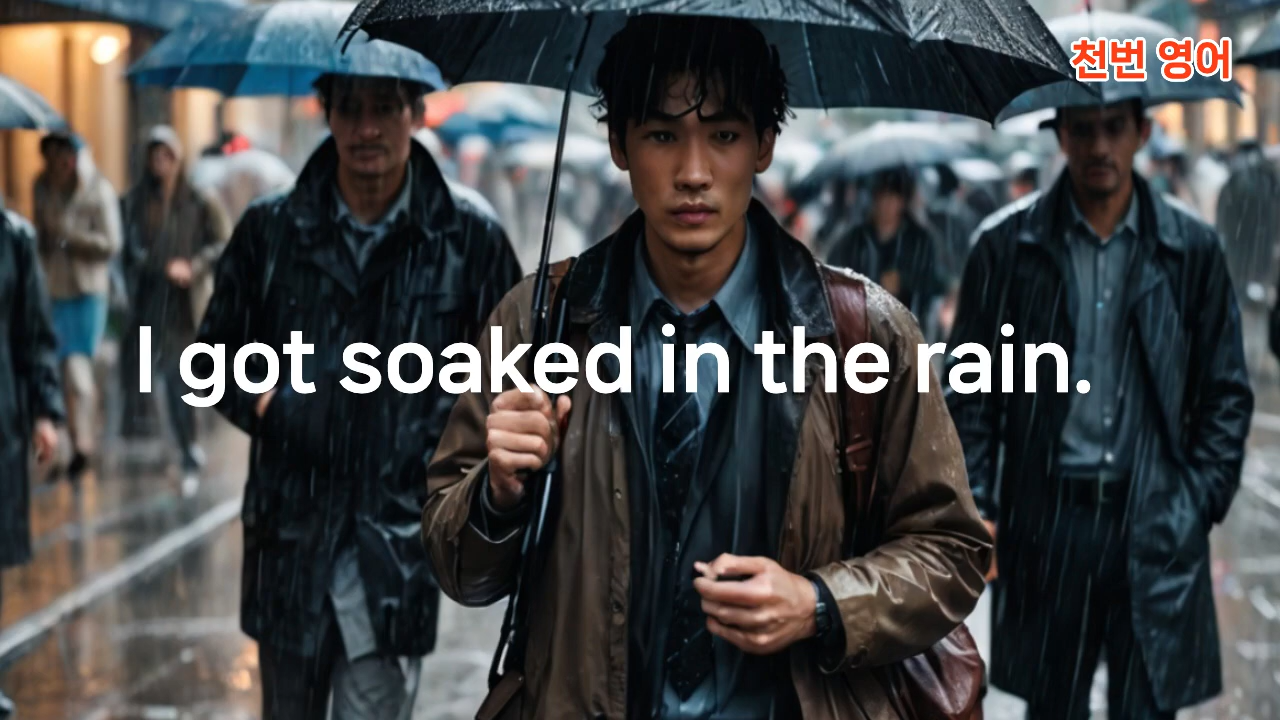 천번 영어
I got soaked in the rain.